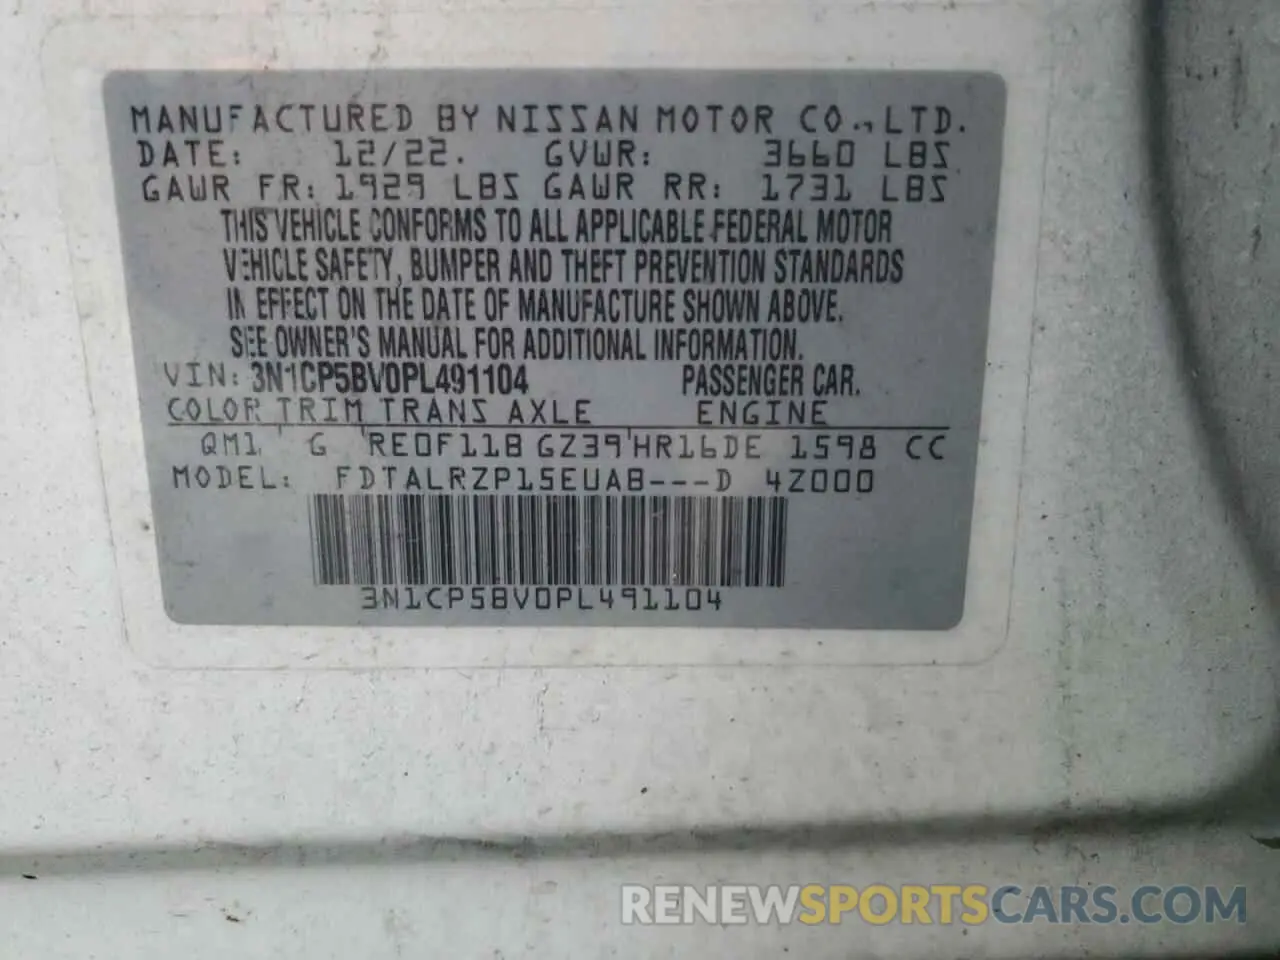 MANUFACTURED BY NISSAN MOTOR CO., LTD.
DATE: 12/22. GVWR: 3660 LBS
GAWR FR: 1929 LBS GAWR RR: 1731 LBS
THIS VEHICLE CONFORMS TO ALL APPLICABLE FEDERAL MOTOR
VEHICLE SAFETY, BUMPER AND THEFT PREVENTION STANDARDS
IN EFFECT ON THE DATE OF MANUFACTURE SHOWN ABOVE.
SEE OWNER'S MANUAL FOR ADDITIONAL INFORMATION.
VIN: 3N1CP5BV0PL491104 PASSENGER CAR.
COLOR TRIM TRANS AXLE ENGINE
QM1 G RE0F11B GZ39 HR16DE 1598 CC
MODEL: FDTALRZP15EUAB---D 4Z000
3N1CP5BV0PL491104
RENEWSPORTSCARS.COM